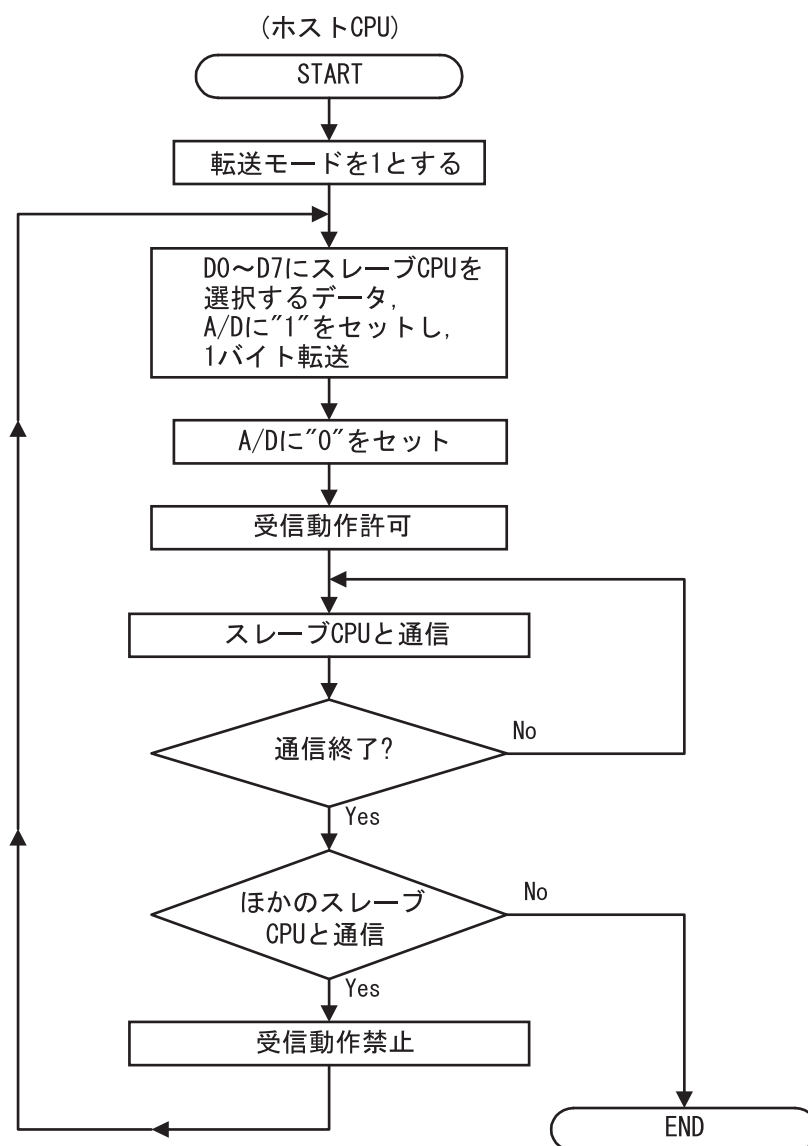 (ホストCPU)
START
転送モードを1とする
D0～D7にスレーブCPUを
選択するデータ,
A/Dに"1"をセットし,
1バイト転送
A/Dに"0"をセット
受信動作許可
スレーブCPUと通信
通信終了?
No
Yes
ほかのスレーブ
CPUと通信
No
Yes
受信動作禁止
END